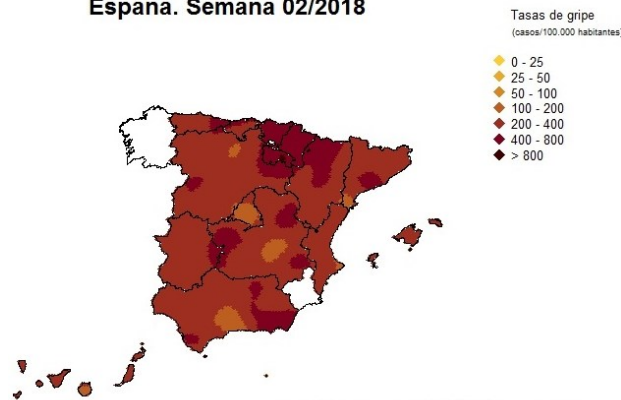 España. Semana 02/2018
Tasas de gripe
(casos/100.000 habitantes)
0 - 25
25 - 50
50 - 100
100 - 200
200 - 400
400 - 800
> 800